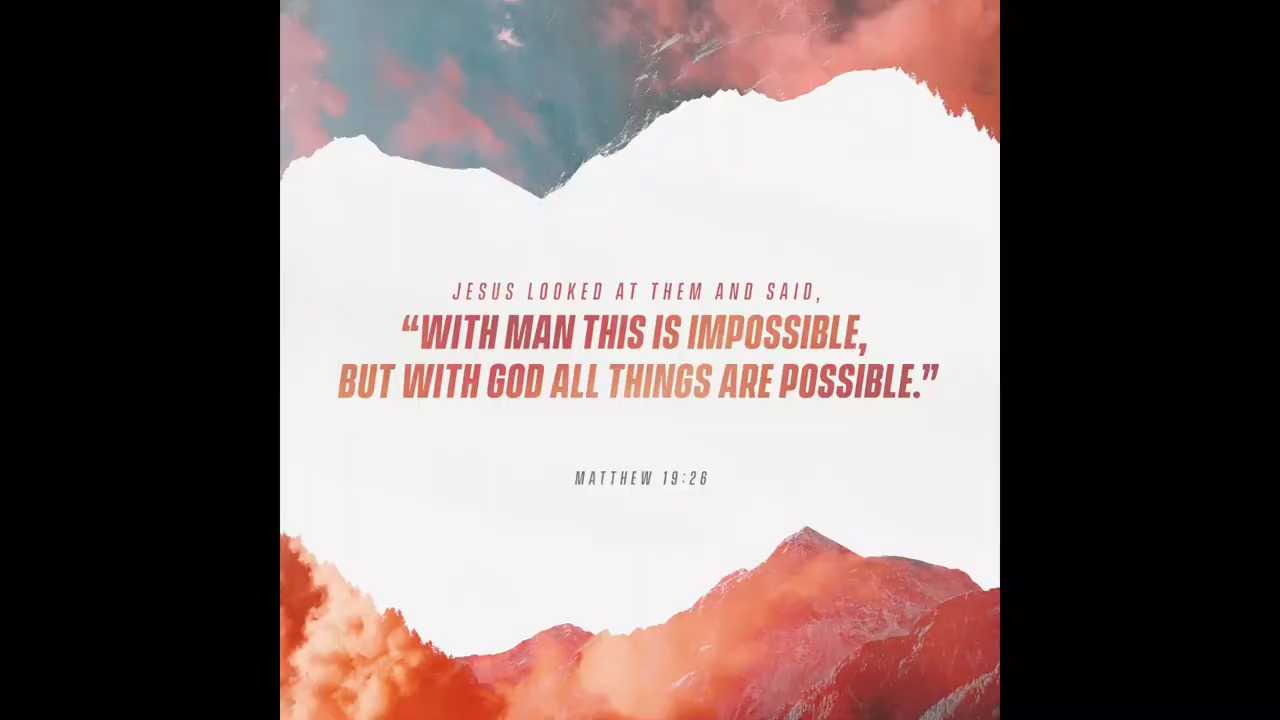 JESUS LOOKED AT THEM AND SAID,
“WITH MAN THIS IS IMPOSSIBLE,
BUT WITH GOD ALL THINGS ARE POSSIBLE.”
MATTHEW 19:26